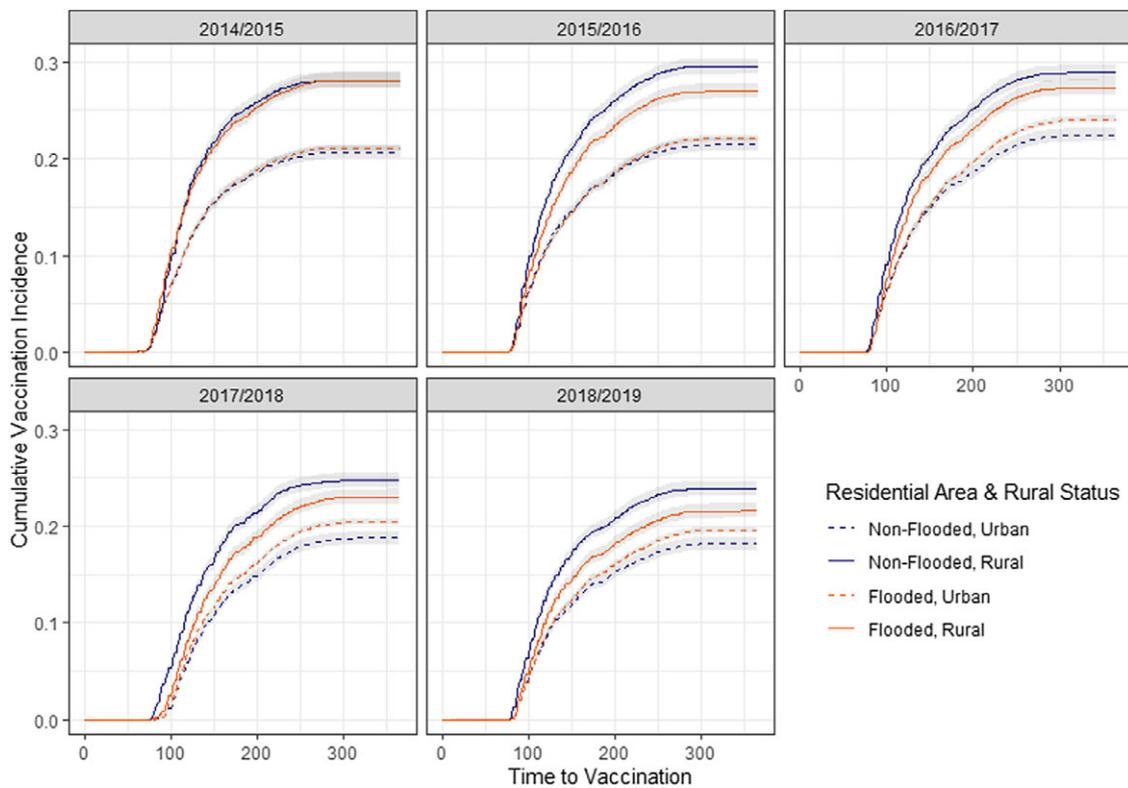 2014/2015
2015/2016
2016/2017
0.3
0.2
0.1
0.0
0 100 200 300
2017/2018
2018/2019
0.3
0.2
0.1
0.0
0 100 200 300
0 100 200 300
Cumulative Vaccination Incidence
Time to Vaccination
Residential Area & Rural Status
Non-Flooded, Urban
Non-Flooded, Rural
Flooded, Urban
Flooded, Rural